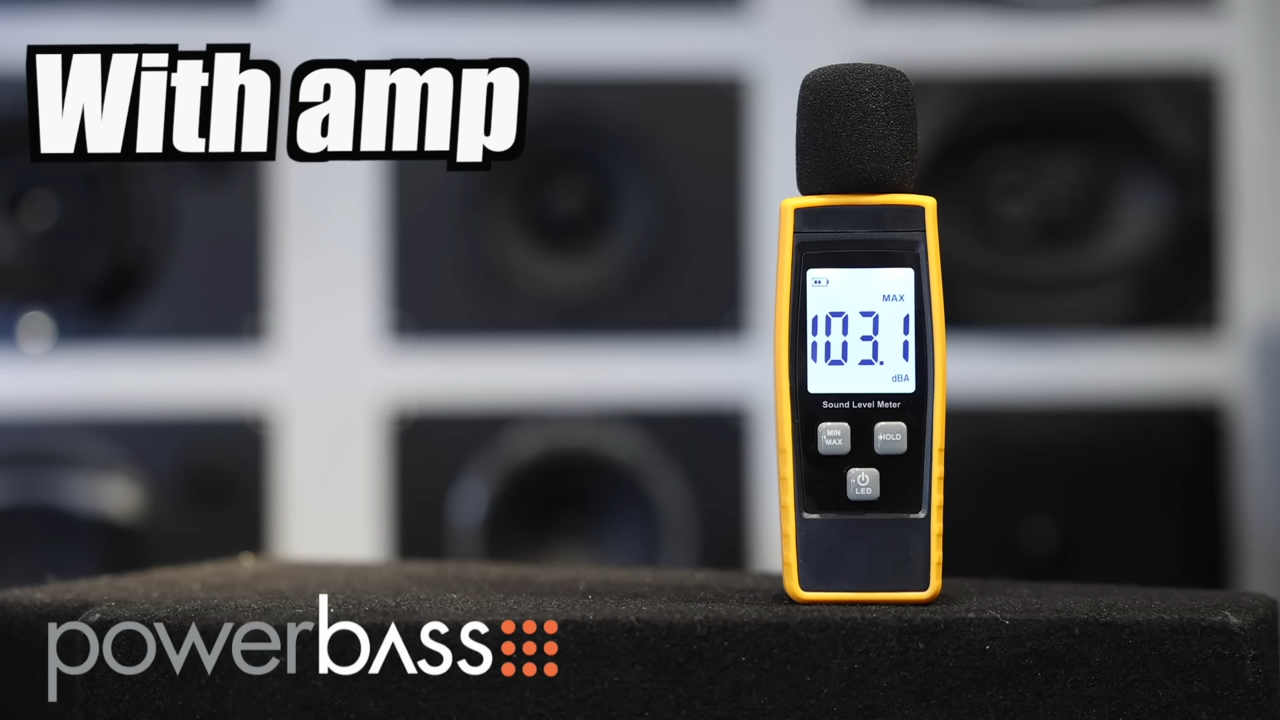 With amp
MAX
103.1
dBA
Sound Level Meter
MIN
MAX
HOLD
LED
powerbass